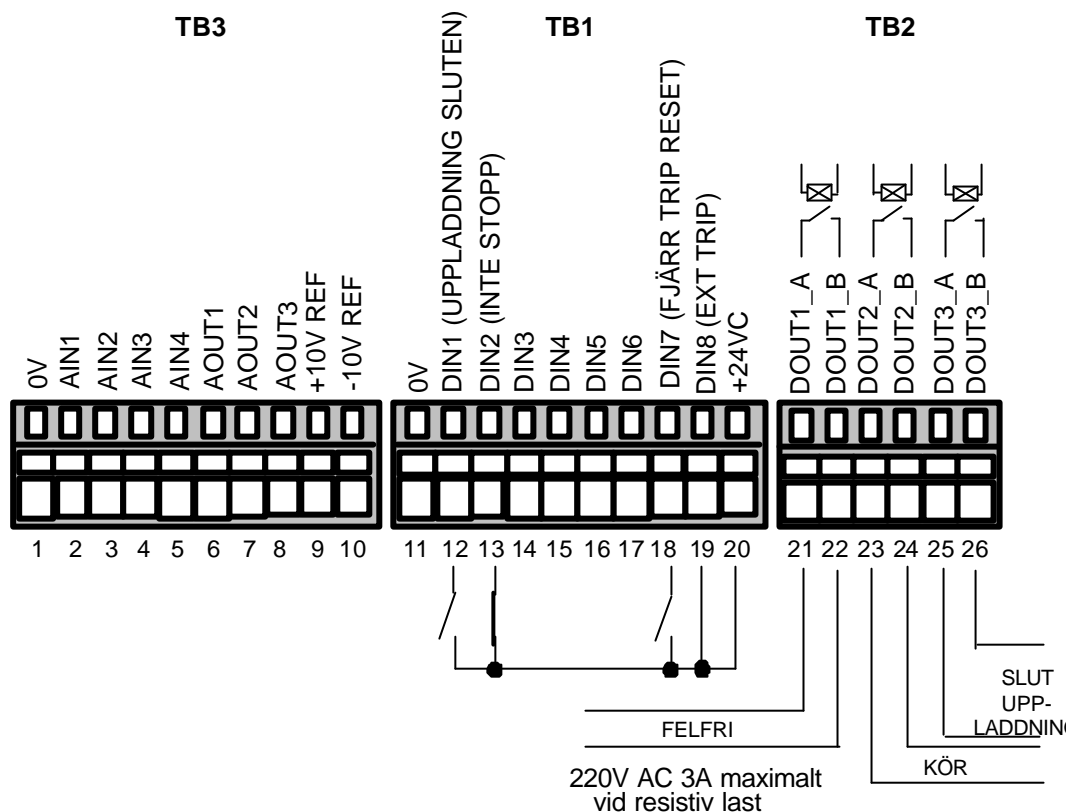 TB3
TB1
TB2
0V
AIN1
AIN2
AIN3
AIN4
AOUT1
AOUT2
AOUT3
+10V REF
-10V REF
0V
DIN1 (UPPLADDNING SLUTEN)
DIN2 (INTE STOPP)
DIN3
DIN4
DIN5
DIN6
DIN7 (FJÄRR TRIP RESET)
DIN8 (EXT TRIP)
+24VC
DOUT1_A
DOUT1_B
DOUT2_A
DOUT2_B
DOUT3_A
DOUT3_B
1 2 3 4 5 6 7 8 9 10
11 12 13 14 15 16 17 18 19 20
21 22 23 24 25 26
SLUT
UPP-
LADDNING
FELFRI
KÖR
220V AC 3A maximalt
vid resistiv last